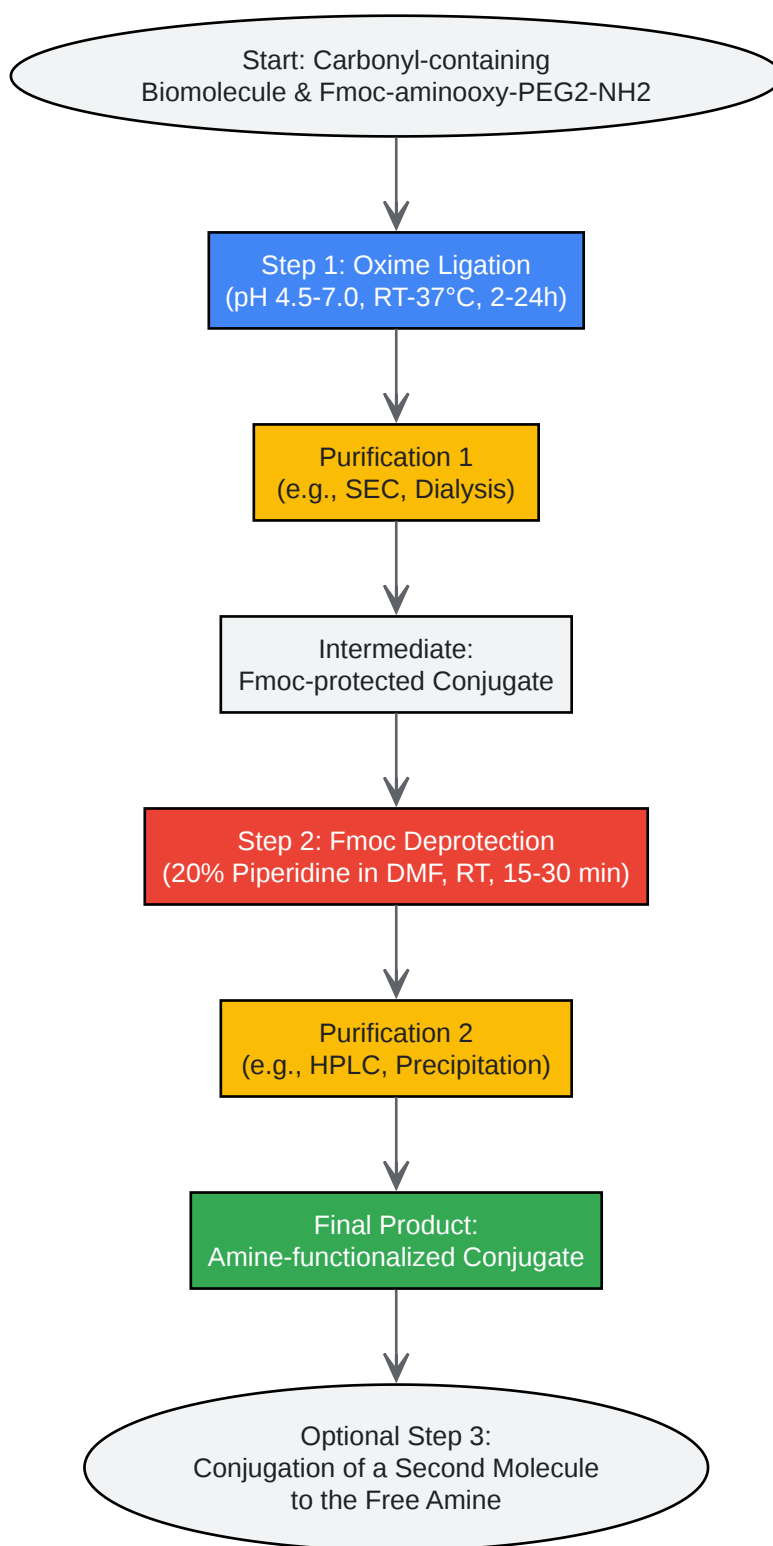 Start: Carbonyl-containing
Biomolecule & Fmoc-aminooxy-PEG2-NH2
Step 1: Oxime Ligation
(pH 4.5-7.0, RT-37°C, 2-24h)
Purification 1
(e.g., SEC, Dialysis)
Intermediate:
Fmoc-protected Conjugate
Step 2: Fmoc Deprotection
(20% Piperidine in DMF, RT, 15-30 min)
Purification 2
(e.g., HPLC, Precipitation)
Final Product:
Amine-functionalized Conjugate
Optional Step 3:
Conjugation of a Second Molecule
to the Free Amine